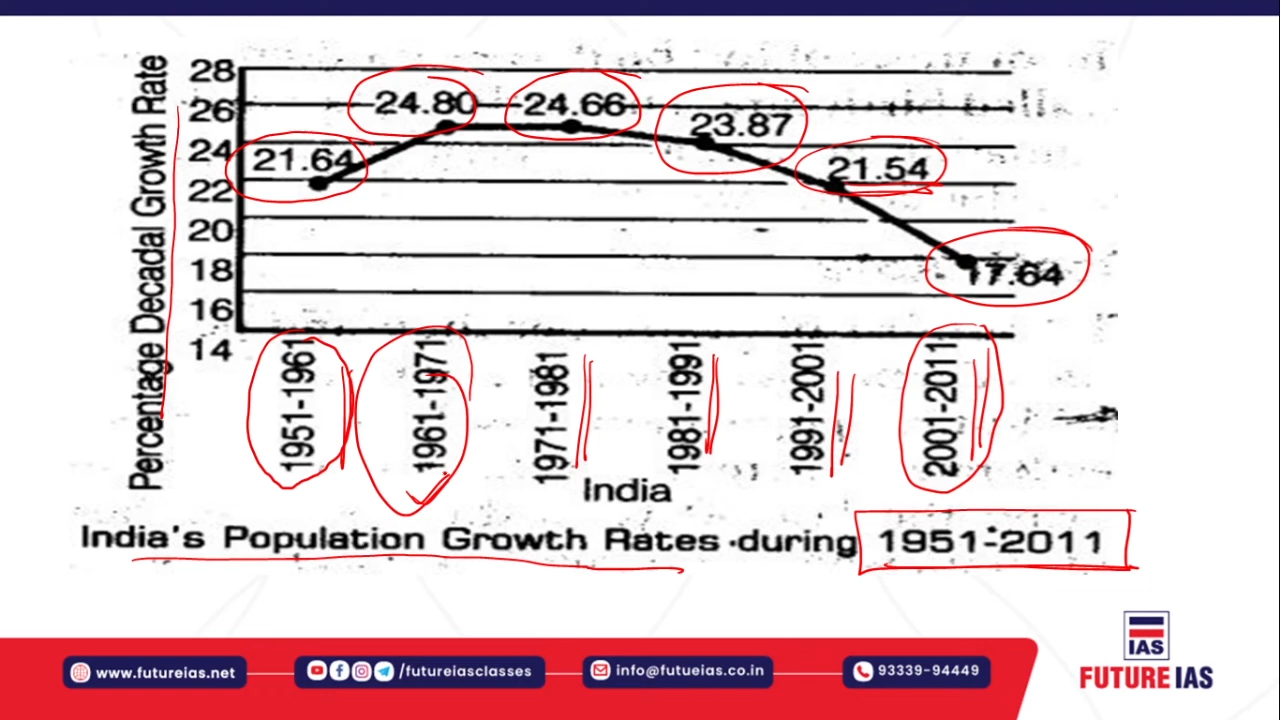 Percentage Decadal Growth Rate
28
26
24
22
20
18
16
14
21.64
24.80
24.66
23.87
21.54
17.64
1951-1961
1961-1971
1971-1981
1981-1991
1991-2001
2001-2011
India
India's Population Growth Rates during 1951-2011
www.futureias.net
/futureiasclasses
info@futueias.co.in
93339-94449
IAS
FUTURE IAS